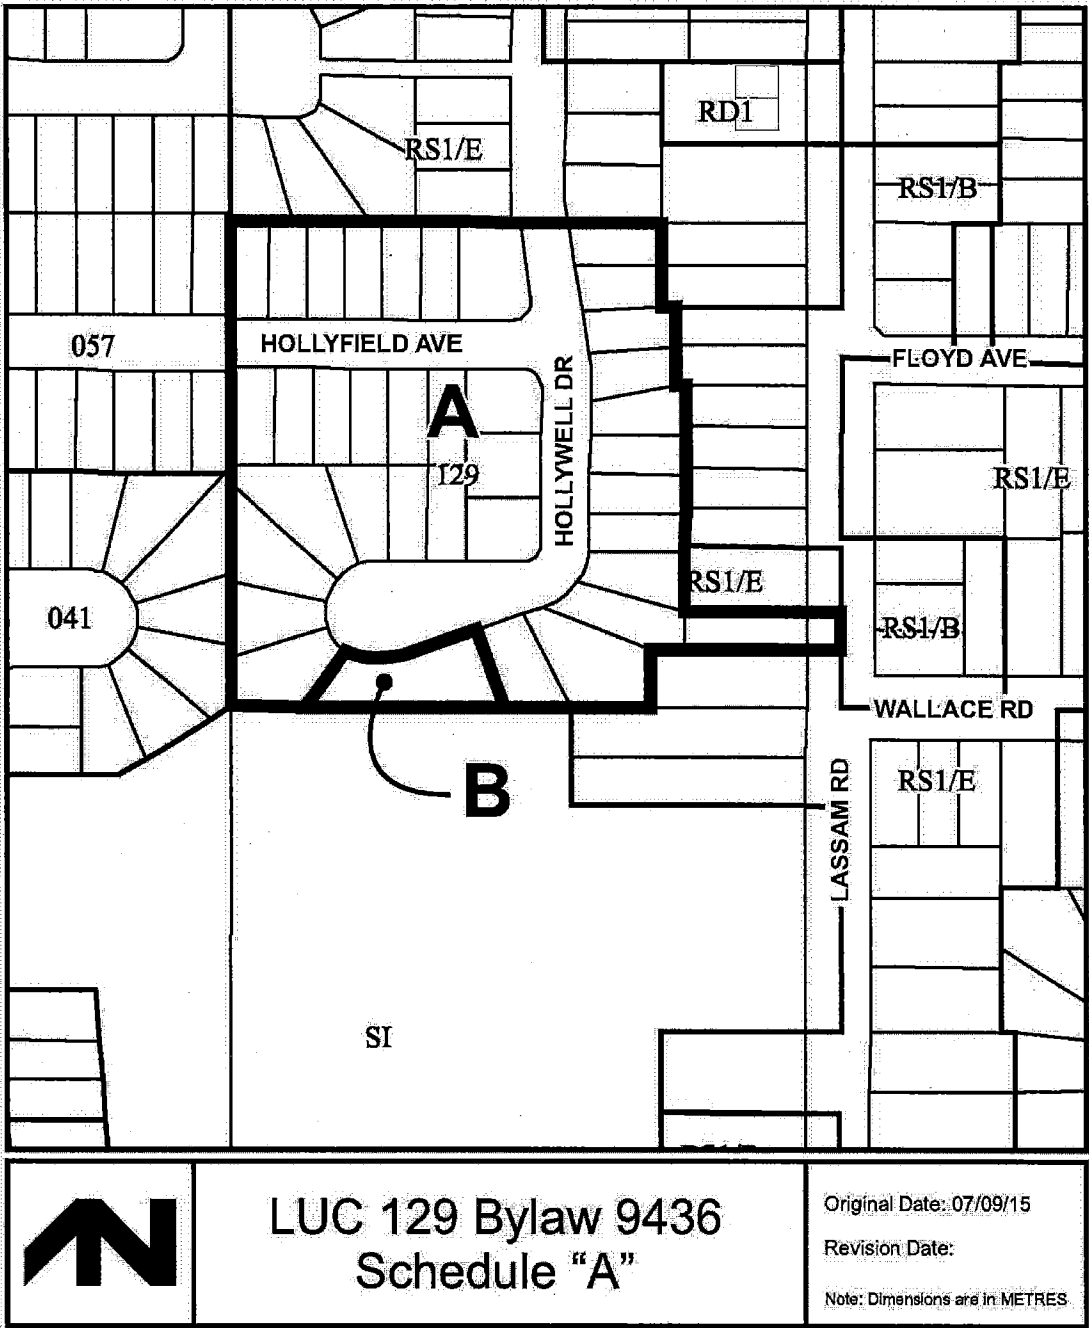 RD1
RS1/E
RS1/B
057
HOLLYFIELD AVE
FLOYD AVE
HOLLYWELL DR
A
129
RS1/E
RS1/E
041
RS1/B
WALLACE RD
B
RS1/E
LASSAM RD
SI
LUC 129 Bylaw 9436
Schedule “A”
Original Date: 07/09/15
Revision Date:
Note: Dimensions are in METRES